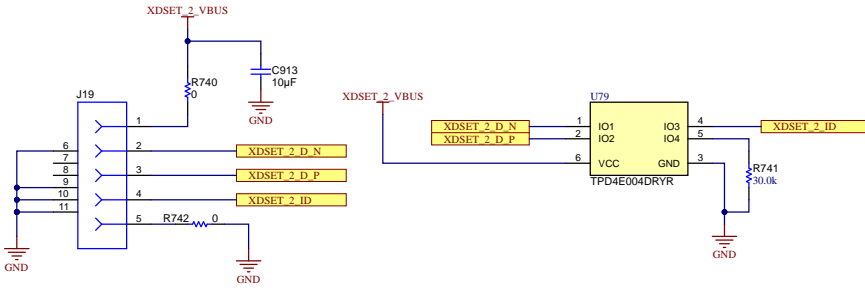 XDSET_2_VBUS
R740
0
C913
10µF
GND
J19
1
2
XDSET_2_D_N
3
XDSET_2_D_P
4
XDSET_2_ID
5
R742
0
6
7
8
9
10
11
GND
GND
XDSET_2_VBUS
U79
XDSET_2_D_N
1
IO1
IO3
4
XDSET_2_ID
XDSET_2_D_P
2
IO2
IO4
5
6
VCC
GND
3
TPD4E004DRYR
R741
30.0k
GND